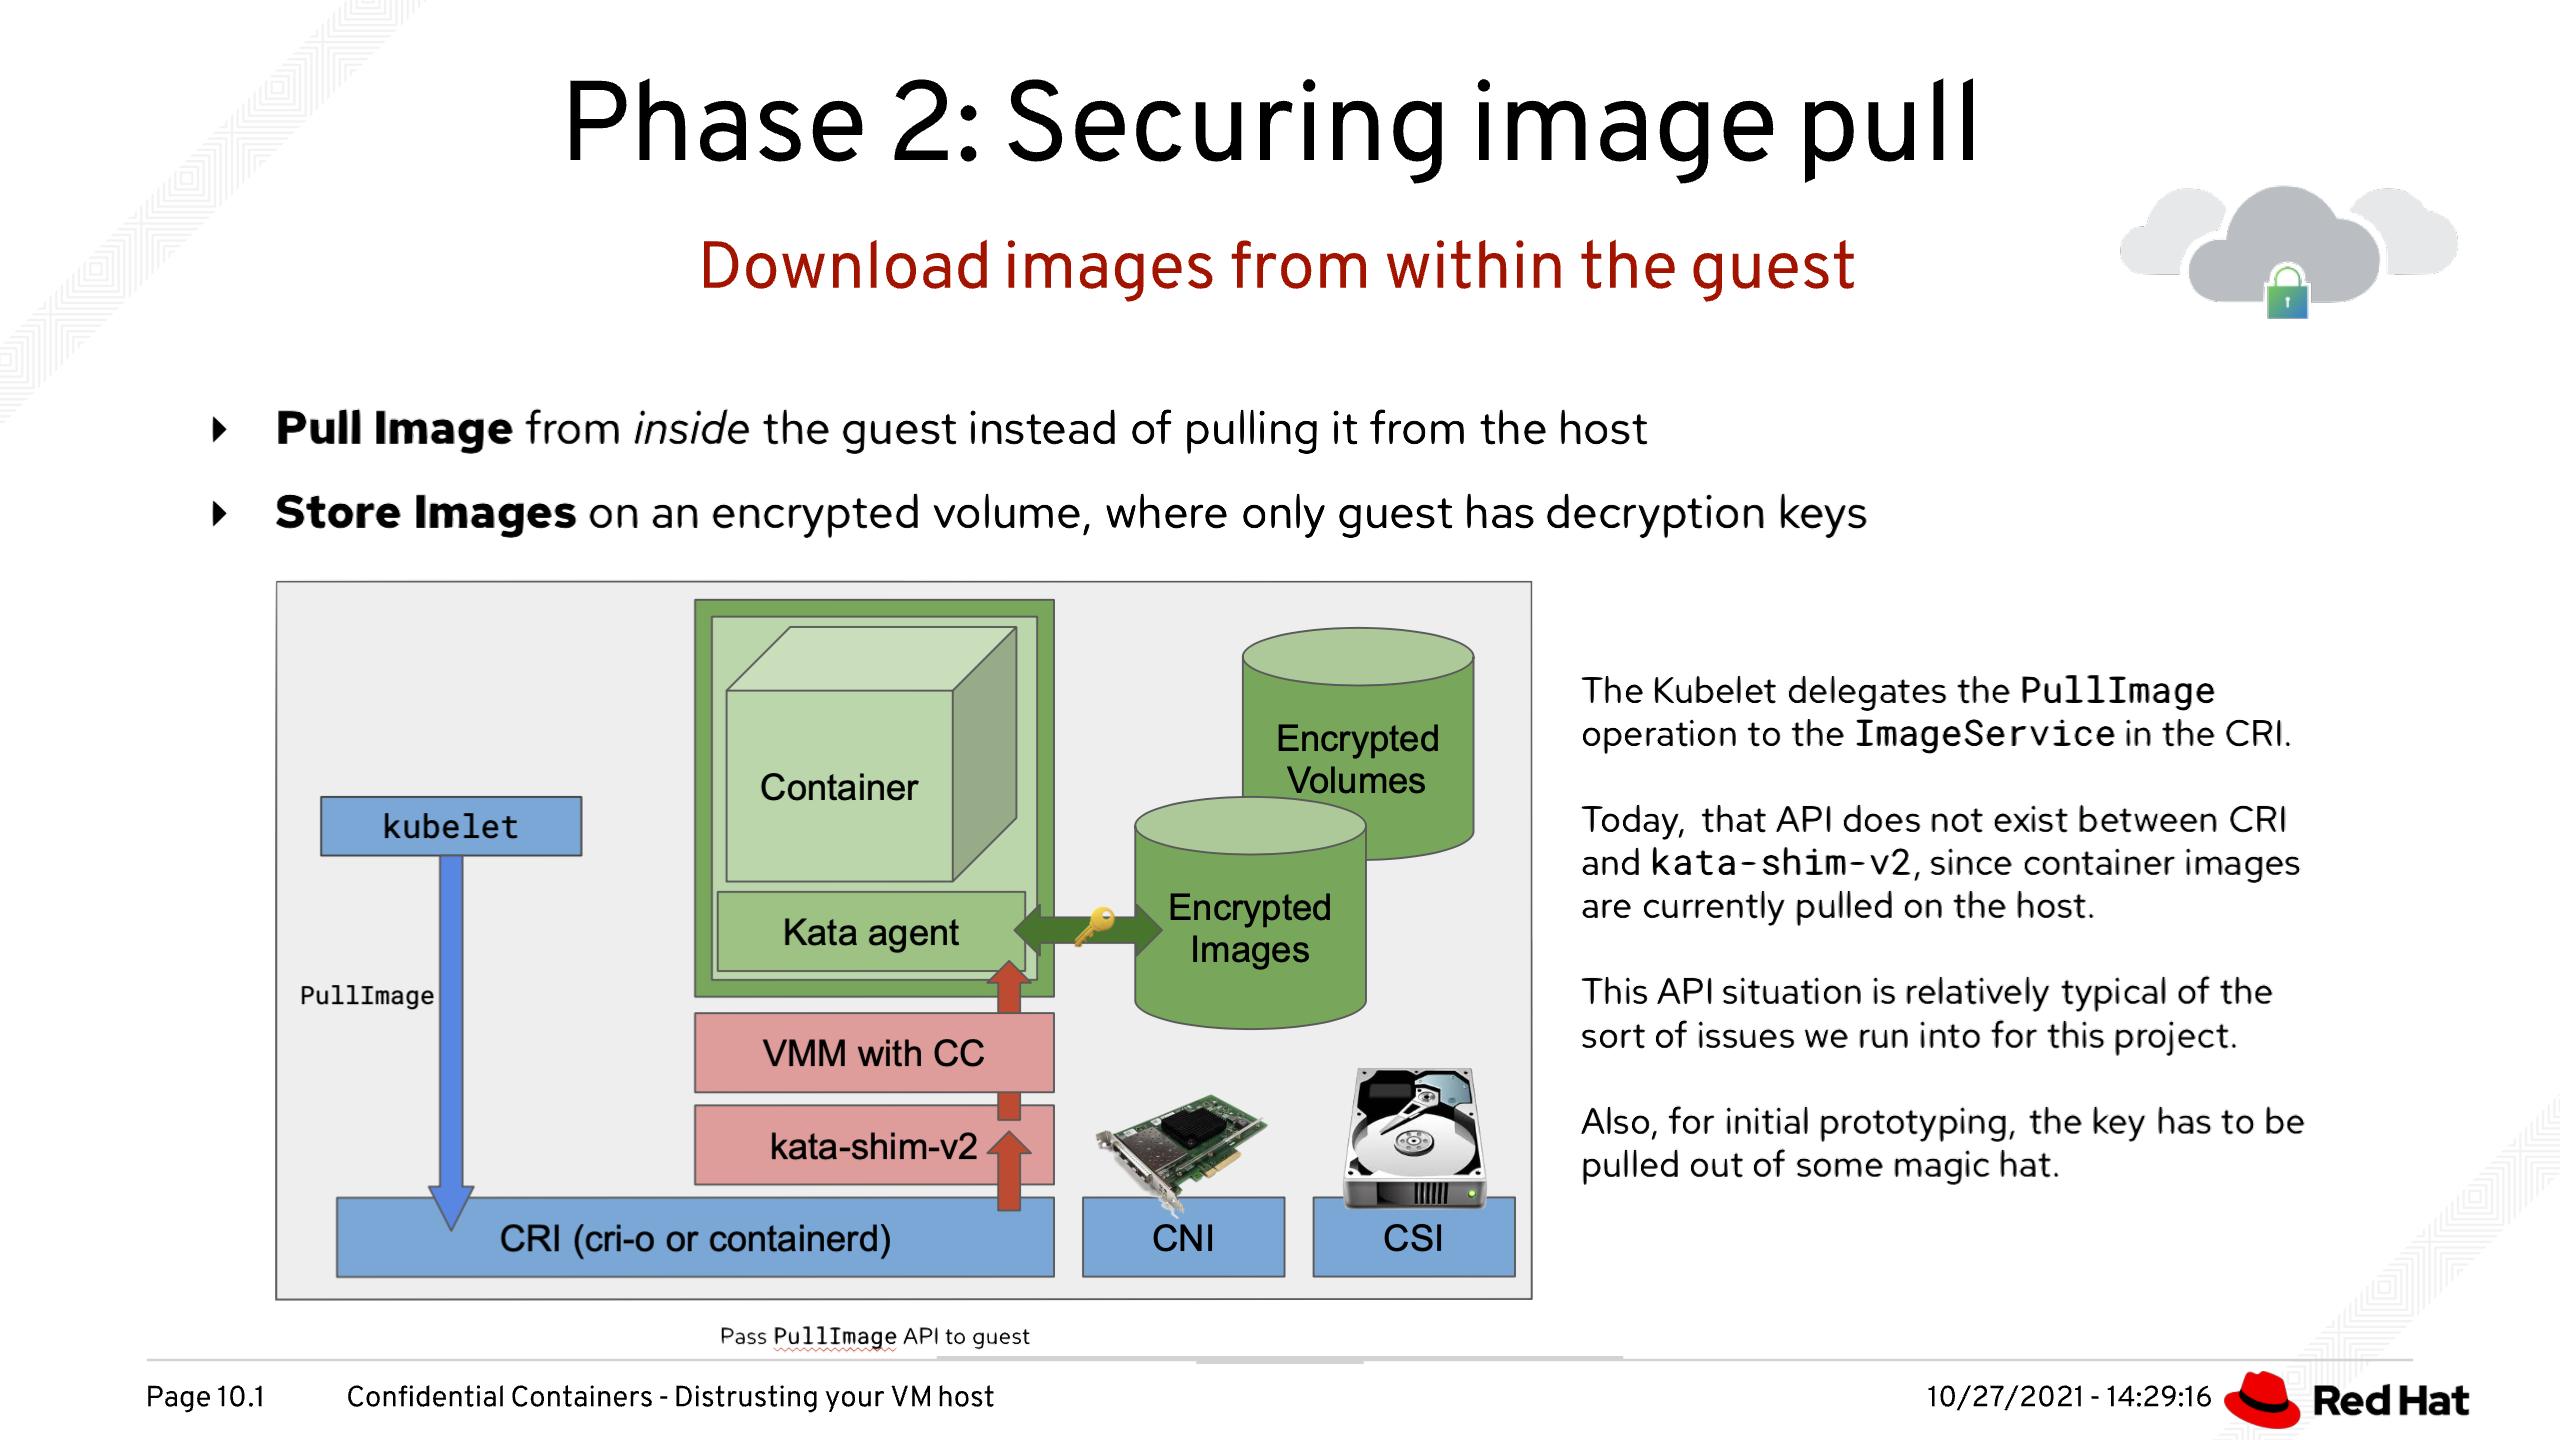 Phase 2: Securing image pull
Download images from within the guest
Pull Image from inside the guest instead of pulling it from the host
Store Images on an encrypted volume, where only guest has decryption keys
Container
Encrypted
Volumes
kubelet
Kata agent
Encrypted
Images
PullImage
VMM with CC
kata-shim-v2
CRI (cri-o or containerd)
CNI
CSI
Pass PullImage API to guest
The Kubelet delegates the PullImage
operation to the ImageService in the CRI.
Today, that API does not exist between CRI
and kata-shim-v2, since container images
are currently pulled on the host.
This API situation is relatively typical of the
sort of issues we run into for this project.
Also, for initial prototyping, the key has to be
pulled out of some magic hat.
Page 10.1
Confidential Containers - Distrusting your VM host
10/27/2021 - 14:29:16
Red Hat